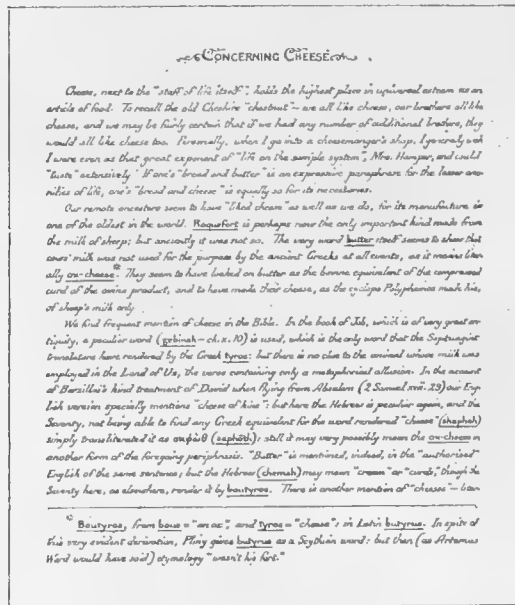 CONCERNING CHEESE
Cheese, next to the "staff of life itself", holds the highest place in universal esteem as an
article of food. To recall the old Cheshire "chestnut" — we all like cheese, our brothers all like
cheese, and we may be fairly certain that if we had any number of additional brothers, they
would all like cheese too. Personally, when I go into a cheesemonger's shop, I generally wish
I were even as that great exponent of "life on the sample system", Mrs. Hamper, and could
"taste" extensively. If one's "bread and butter" is an expressive paraphrase for the lesser ame-
nities of life, one's "bread and cheese" is equally so for its necessaries.
Our remote ancestors seem to have "liked cheese" as well as we do, for its manufacture is
one of the oldest in the world. Roquefort is perhaps now the only important kind made from
the milk of sheep; but anciently it was not so. The very word butter itself seems to show that
cows' milk was not used for the purpose by the ancient Greeks at all events, as it means liter-
ally ox-cheese. They seem to have looked on butter as the bovine equivalent of the compressed
curd of the ovine product, and to have made their cheese, as the cyclops Polyphemus made his,
of sheep's milk only.
We find frequent mention of cheese in the Bible. In the book of Job, which is of very great an-
tiquity, a peculiar word (gebinah — ch. x. 10) is used, which is the only word that the Septuagint
translators have rendered by the Greek tyros: but there is no clue to the animal whose milk was
employed in the Land of Uz, the verse containing only a metaphorical allusion. In the account
of Barzillai's kind treatment of David when flying from Absalom (2 Samuel xvii. 29) our Eng-
lish version specially mentions "cheese of kine": but here the Hebrew is peculiar again, and the
Seventy, not being able to find any Greek equivalent for the word rendered "cheese" (shaphoh)
simply transliterated it as (saphoth); still it may very possibly mean the ox-cheese in
another form of the foregoing periphrasis. "Butter" is mentioned, indeed, in the "authorised"
English of the same sentence; but the Hebrew (chemah) may mean "cream" or "curds", though the
Seventy here, as elsewhere, render it by boutyros. There is another mention of "cheeses" —
Boutyros, from bous = "an ox", and tyros = "cheese": in Latin butyrus. In spite of
this very evident derivation, Pliny gives butyrus as a Scythian word: but then (as Artemus
Ward would have said) etymology "wasn't his fort."